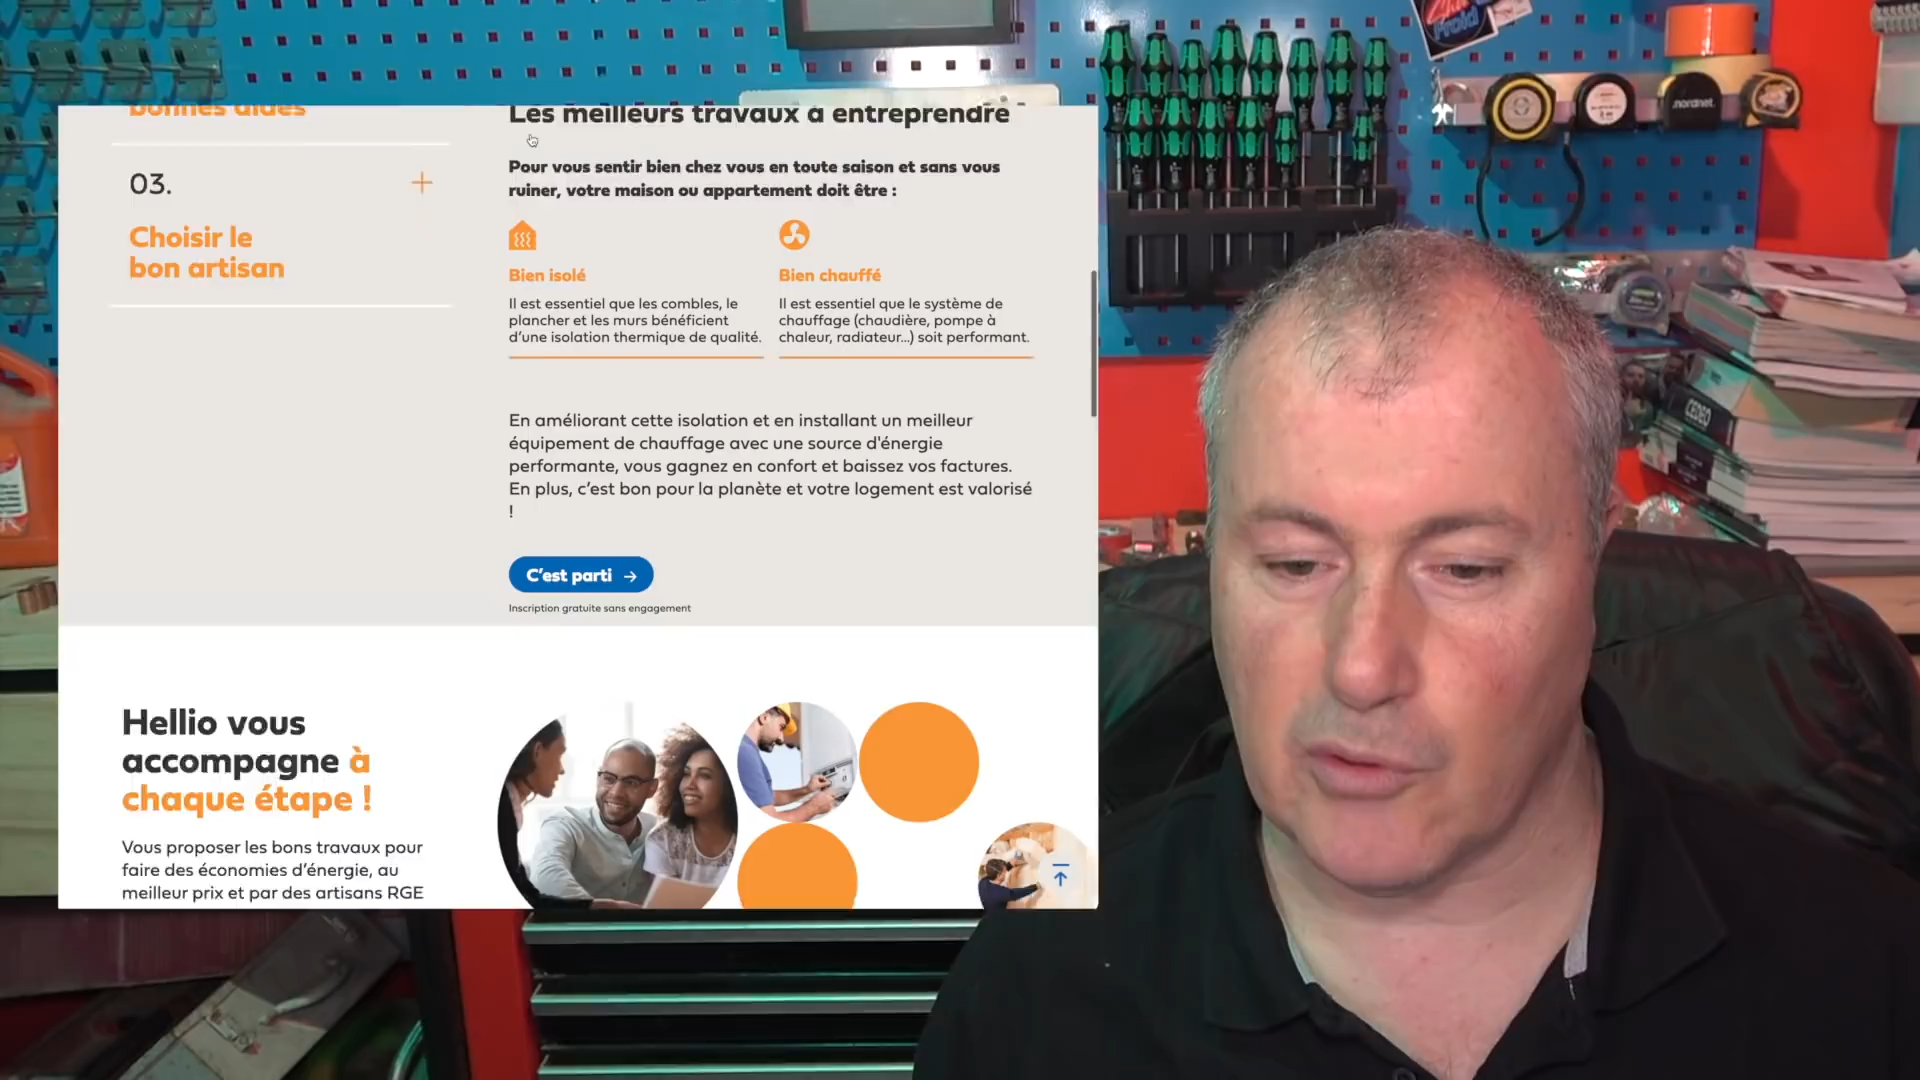 bonnes aides
03.
Choisir le
bon artisan
Les meilleurs travaux à entreprendre
Pour vous sentir bien chez vous en toute saison et sans vous
ruiner, votre maison ou appartement doit être :
Bien isolé
Il est essentiel que les combles, le
plancher et les murs bénéficient
d'une isolation thermique de qualité.
Bien chauffé
Il est essentiel que le système de
chauffage (chaudière, pompe à
chaleur, radiateur...) soit performant.
En améliorant cette isolation et en installant un meilleur
équipement de chauffage avec une source d'énergie
performante, vous gagnez en confort et baissez vos factures.
En plus, c'est bon pour la planète et votre logement est valorisé
!
C'est parti →
Inscription gratuite sans engagement
Hellio vous
accompagne à
chaque étape !
Vous proposer les bons travaux pour
faire des économies d'énergie, au
meilleur prix et par des artisans RGE
nordnet.
CEDEO